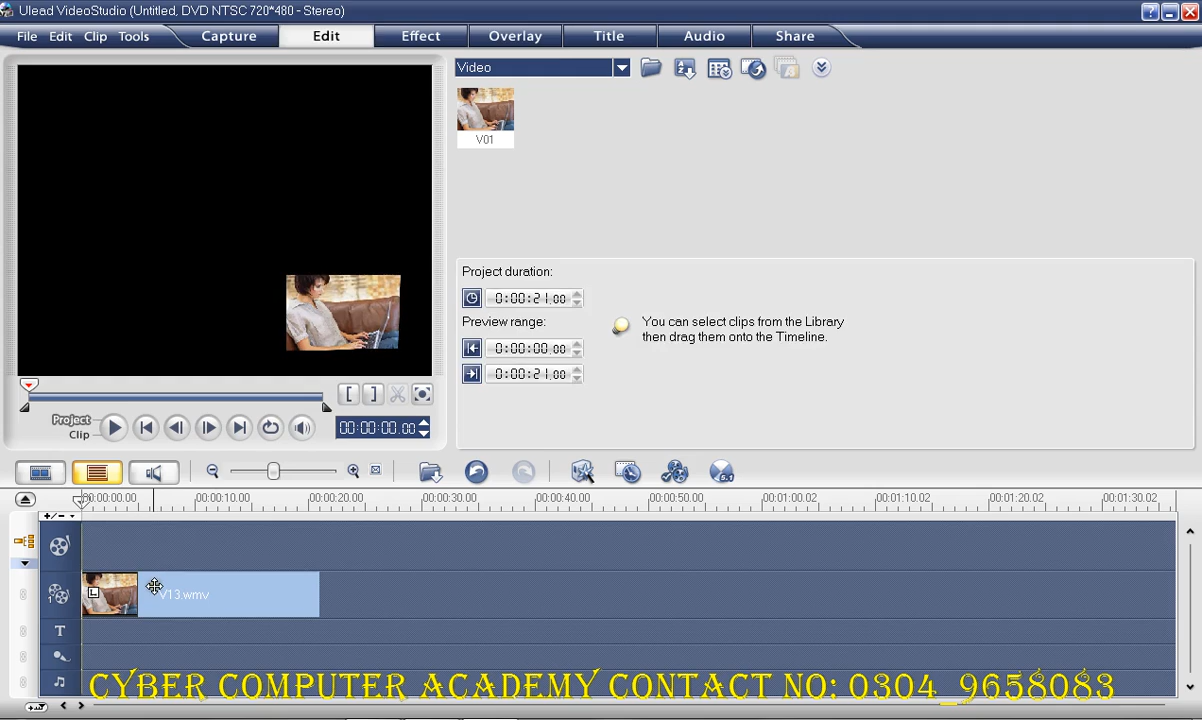 Ulead VideoStudio (Untitled, DVD NTSC 720*480 - Stereo)
File Edit Clip Tools Capture Edit Effect Overlay Title Audio Share
Video
V01
Project duration:
0:00:21.00
Preview range:
0:00:00.00
0:00:21.00
You can select clips from the Library
then drag them onto the Timeline.
Project
Clip
00:00:00.00
00:00:00.00 00:00:10.00 00:00:20.00 00:00:30.00 00:00:40.00 00:00:50.00 00:01:00.02 00:01:10.02 00:01:20.02 00:01:30.02
V13.wmv
CYBER COMPUTER ACADEMY CONTACT NO: 0304_9658083